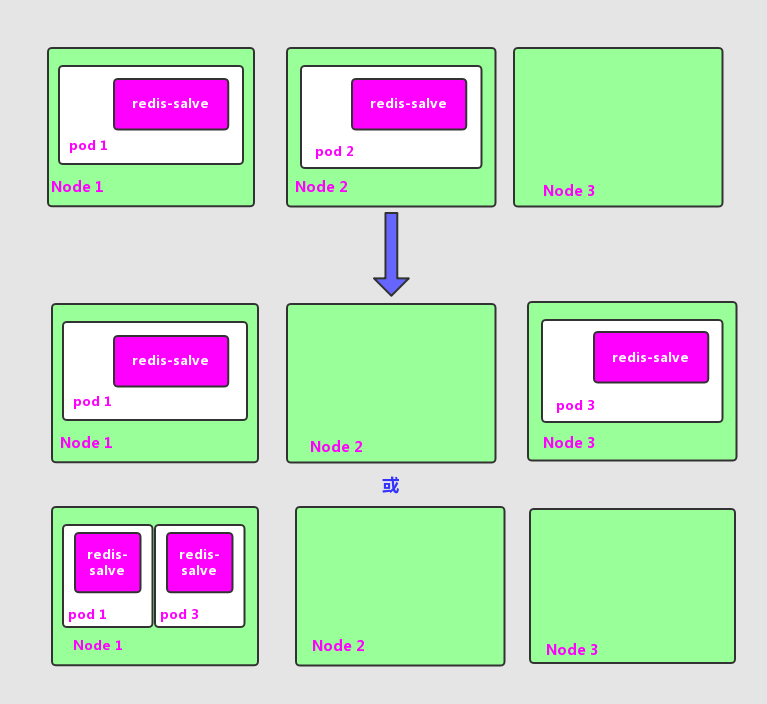 redis-salve
pod 1
Node 1
redis-salve
pod 2
Node 2
Node 3
redis-salve
pod 1
Node 1
Node 2
redis-salve
pod 3
Node 3
或
redis-
salve
pod 1
redis-
salve
pod 3
Node 1
Node 2
Node 3